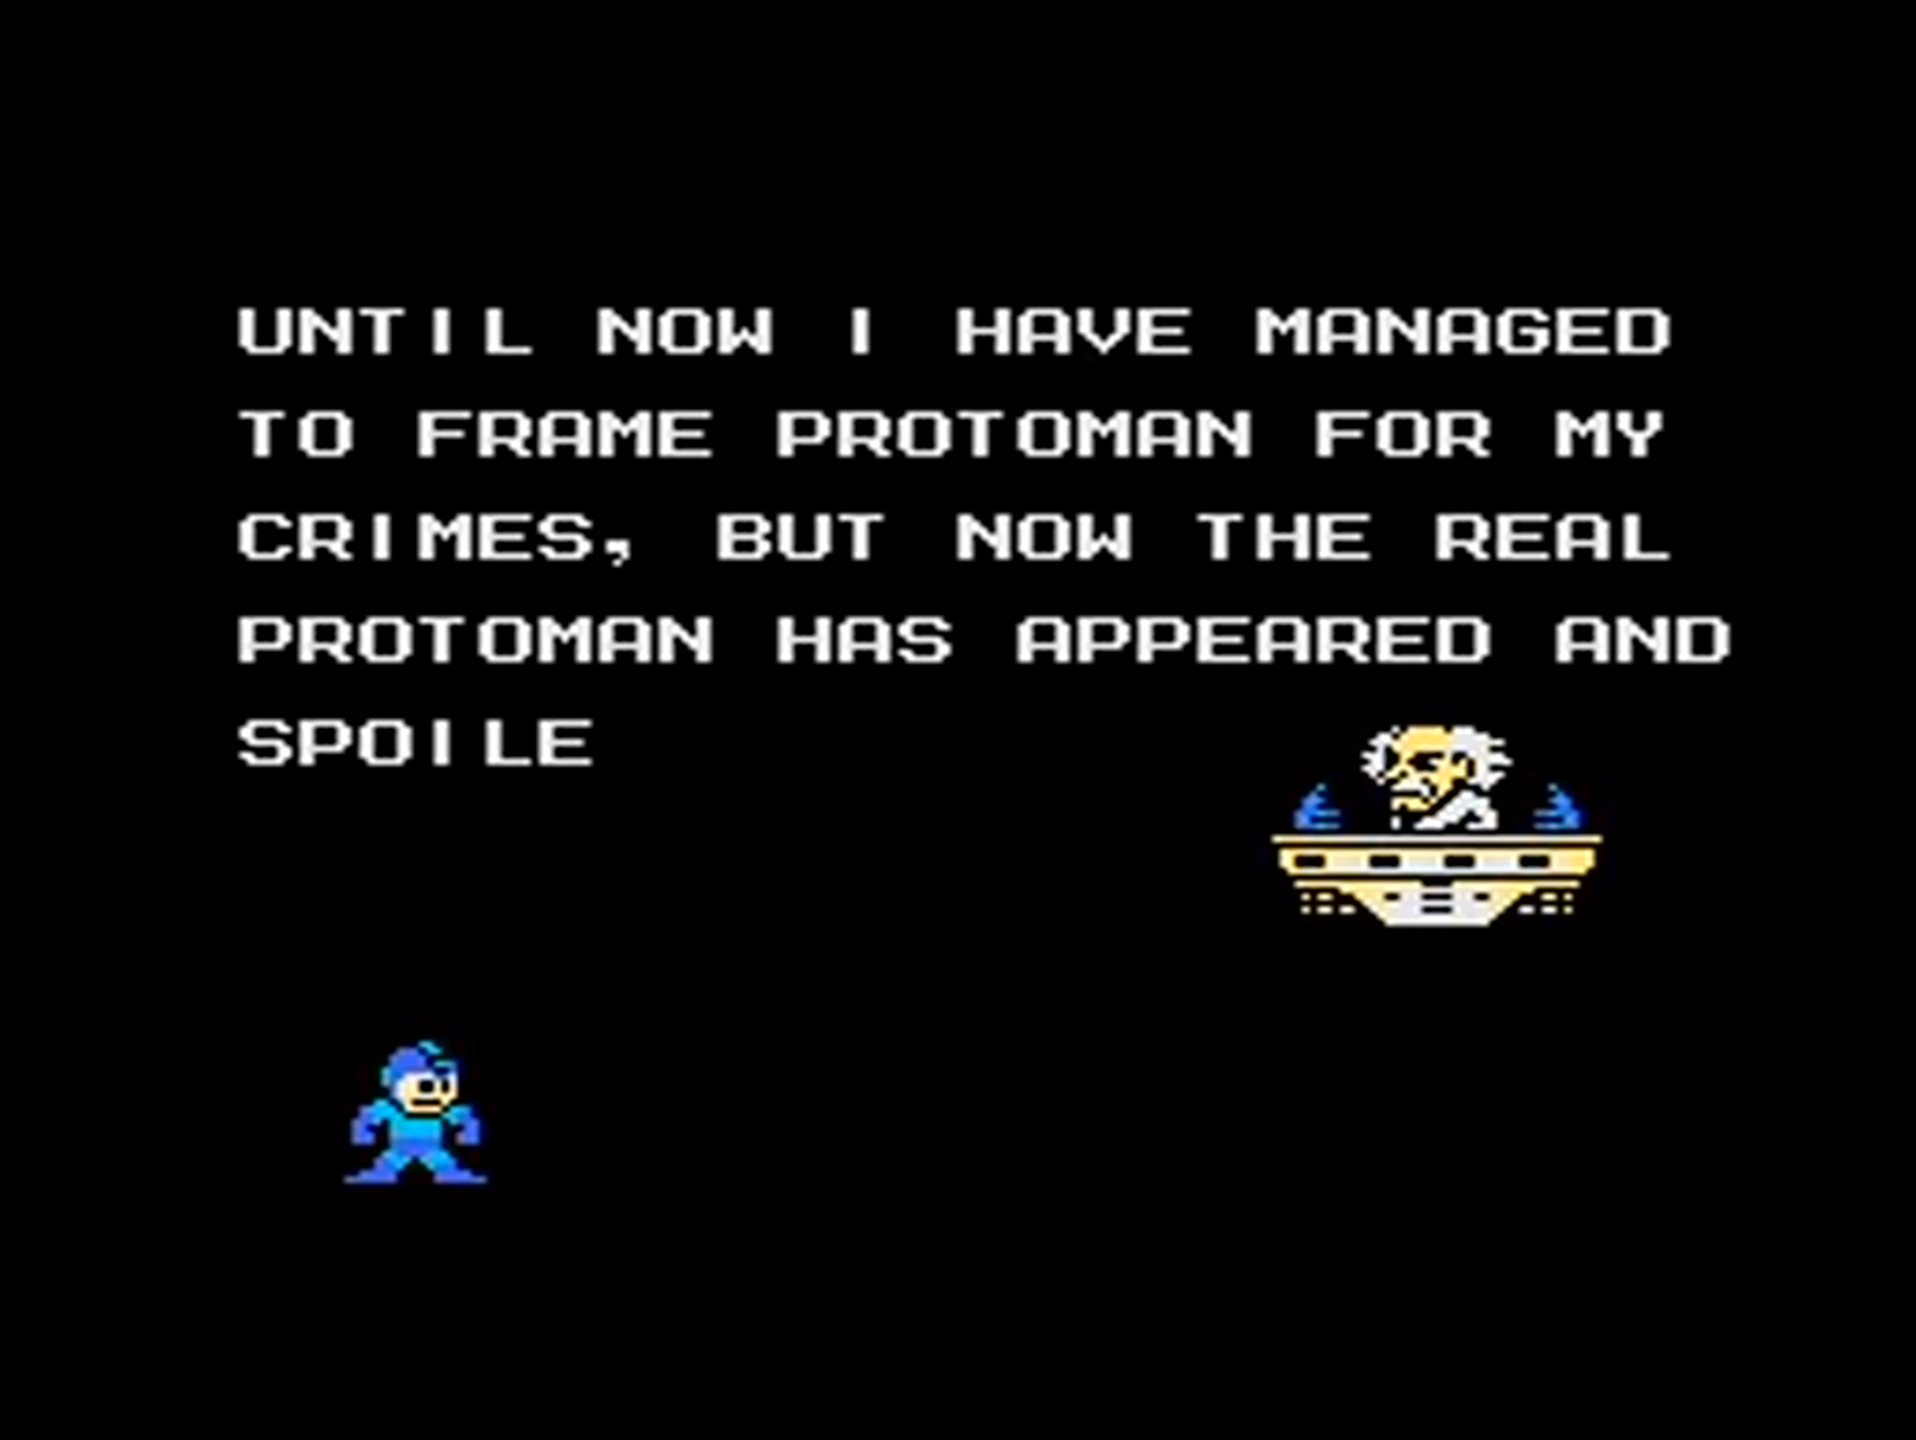 UNTIL NOW I HAVE MANAGED
TO FRAME PROTOMAN FOR MY
CRIMES, BUT NOW THE REAL
PROTOMAN HAS APPEARED AND
SPOILE